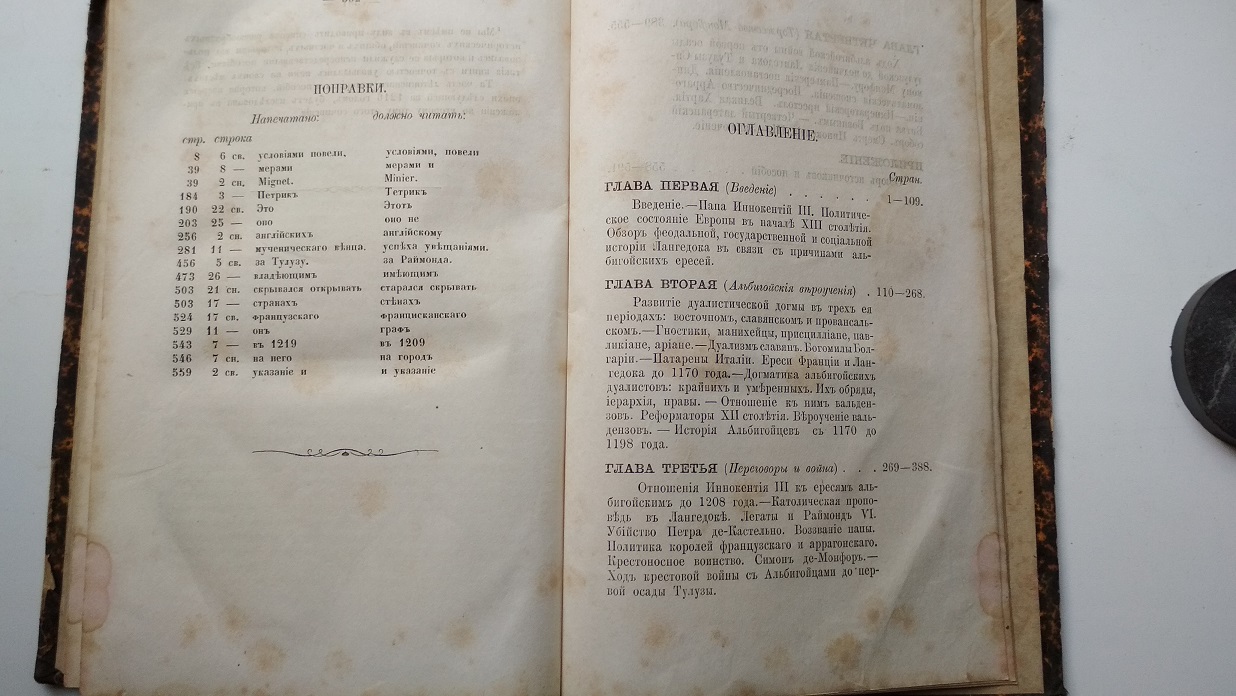 ПОПРАВКИ.
Напечатано: должно читать:
стр. строка
8 6 св. условіями повели. условіями, повели
39 8 — мерами мерами и
39 2 сн. Mignet. Minier.
184 3 — Петрикъ Тетрикъ
190 22 св. Это Этотъ
203 25 — оно оно не
256 2 сн. англійскихъ англійскому
281 11 — мученическаго вѣнца. успѣха увѣщаніями.
456 5 св. за Тулузу. за Раймонда.
473 26 — владѣющимъ имѣющимъ
503 21 сн. скрывался открывать старался скрывать
503 17 — странахъ стѣнахъ
524 17 св. французскаго францисканскаго
529 11 — онъ графъ
543 7 — въ 1219 въ 1209
546 7 сн. на него на городъ
559 2 св. указаніе и и указаніе
ОГЛАВЛЕНІЕ.
Стран.
ГЛАВА ПЕРВАЯ (Введеніе) . . . . . . 1—109.
Введеніе.—Папа Иннокентій III. Политиче-
ское состояніе Европы въ началѣ XIII столѣтія.
Обзоръ феодальной, государственной и соціальной
исторіи Лангедока въ связи съ причинами аль-
бигойскихъ ересей.
ГЛАВА ВТОРАЯ (Альбигойскія вѣроученія) . 110—268.
Развитіе дуалистической догмы въ трехъ ея
періодахъ: восточномъ, славянскомъ и провансаль-
скомъ.—Гностики, манихейцы, присцилліане, пав-
ликіане, аріане.—Дуализмъ славянъ. Богомилы Бол-
гаріи.—Патарены Италіи. Ереси Франціи и Лан-
гедока до 1170 года.—Догматика альбигойскихъ
дуалистовъ: крайнихъ и умѣренныхъ. Ихъ обряды,
іерархія, нравы. — Отношеніе къ нимъ вальден-
зовъ. Реформаторы XII столѣтія. Вѣроученіе валь-
дензовъ. — Исторія Альбигойцевъ съ 1170 до
1198 года.
ГЛАВА ТРЕТЬЯ (Переговоры и война) . . . 269—388.
Отношенія Иннокентія III къ ересямъ аль-
бигойскимъ до 1208 года.—Католическая пропо-
вѣдь въ Лангедокѣ. Легаты и Раймондъ VI.
Убійство Петра де-Кастельно. Воззваніе папы.
Политика королей французскаго и аррагонскаго.
Крестоносное воинство. Симонъ де-Монфоръ.—
Ходъ крестовой войны съ Альбигойцами до пер-
вой осады Тулузы.